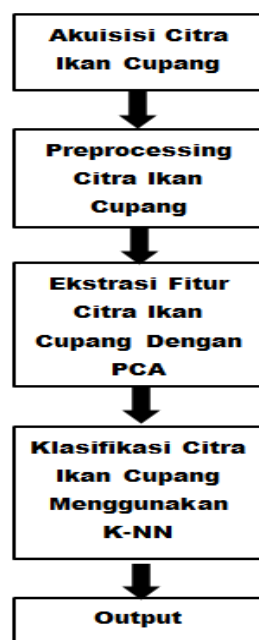 Akuisisi Citra
Ikan Cupang
Preprocessing
Citra Ikan
Cupang
Ekstrasi Fitur
Citra Ikan
Cupang Dengan
PCA
Klasifikasi Citra
Ikan Cupang
Menggunakan
K-NN
Output